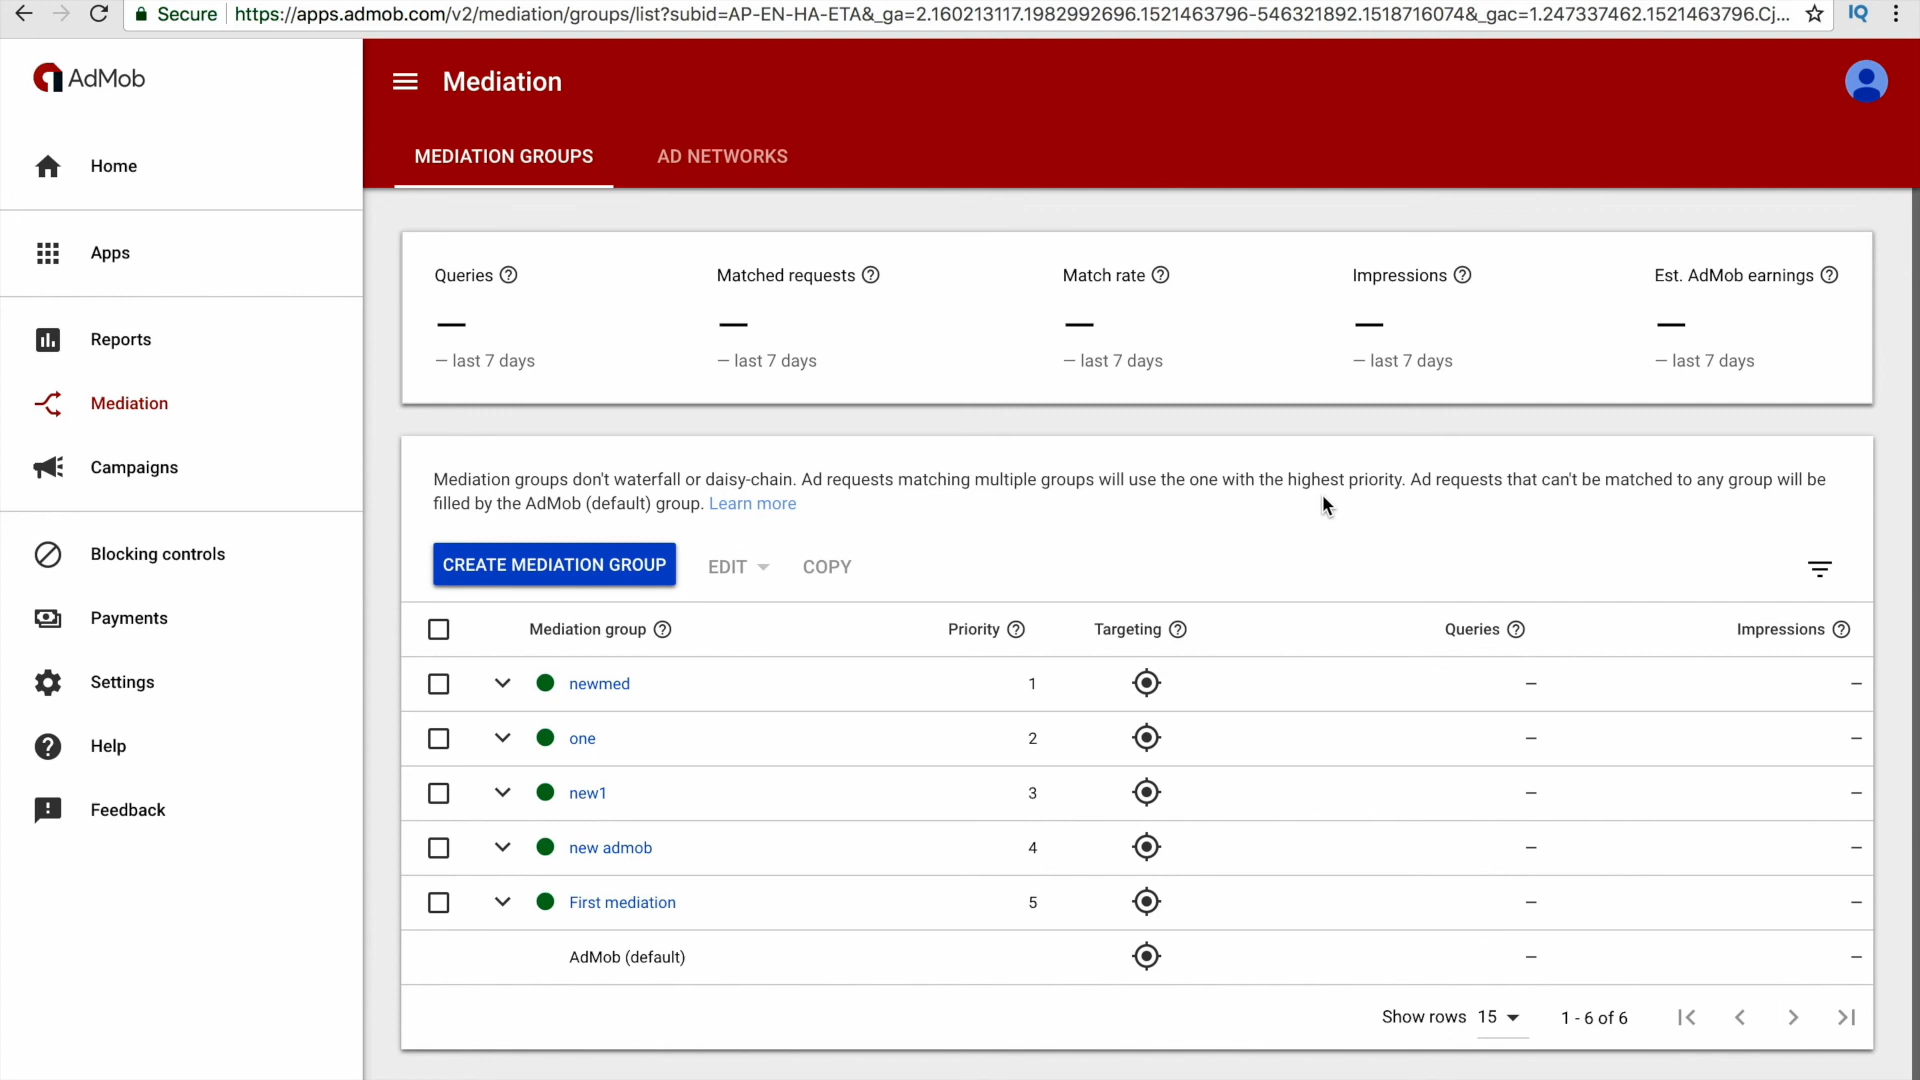 Secure https://apps.admob.com/v2/mediation/groups/list?subid=AP-EN-HA-ETA&_ga=2.160213117.1982992696.1521463796-546321892.1518716074&_gac=1.247337462.1521463796.Cj... IQ
AdMob
Mediation
Home
MEDIATION GROUPS AD NETWORKS
Apps
Queries Matched requests Match rate Impressions Est. AdMob earnings
— — — — —
Reports
– last 7 days – last 7 days – last 7 days – last 7 days – last 7 days
Mediation
Campaigns
Mediation groups don't waterfall or daisy-chain. Ad requests matching multiple groups will use the one with the highest priority. Ad requests that can't be matched to any group will be
filled by the AdMob (default) group. Learn more
Blocking controls
CREATE MEDIATION GROUP EDIT COPY
Payments
Mediation group Priority Targeting Queries Impressions
Settings
newmed 1 – –
Help
one 2 – –
new1 3 – –
Feedback
new admob 4 – –
First mediation 5 – –
AdMob (default) – –
Show rows 15 1 - 6 of 6